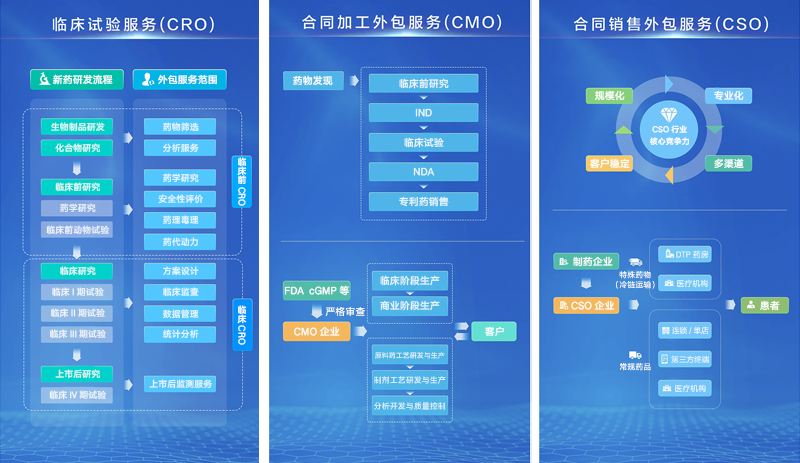 临床试验服务(CRO)
新药研发流程
外包服务范围
生物制品研发
化合物研究
药物筛选
分析服务
临床前研究
药学研究
临床前动物试验
药学研究
安全性评价
药理毒理
药代动力
临床前CRO
临床研究
临床 I 期试验
临床 II 期试验
临床 III 期试验
方案设计
临床监查
数据管理
统计分析
临床CRO
上市后研究
临床 IV 期试验
上市后监测服务
合同加工外包服务(CMO)
药物发现
临床前研究
IND
临床试验
NDA
专利药销售
FDA cGMP 等
严格审查
CMO 企业
临床阶段生产
商业阶段生产
客户
原料药工艺研发与生产
制剂工艺研发与生产
分析开发与质量控制
合同销售外包服务(CSO)
规模化
专业化
CSO 行业
核心竞争力
客户稳定
多渠道
制药企业
CSO 企业
特殊药物
(冷链运输)
DTP 药房
医疗机构
患者
常规药品
连锁 / 单店
第三方终端
医疗机构